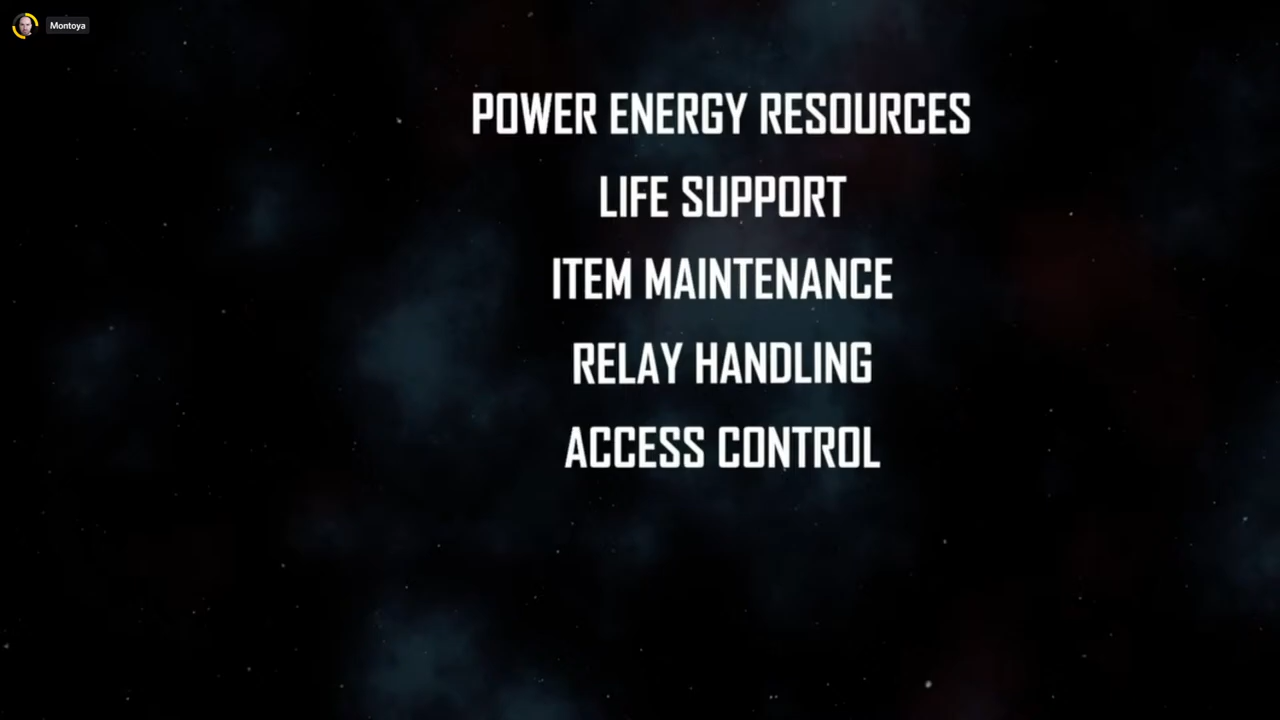 Montoya
POWER ENERGY RESOURCES
LIFE SUPPORT
ITEM MAINTENANCE
RELAY HANDLING
ACCESS CONTROL